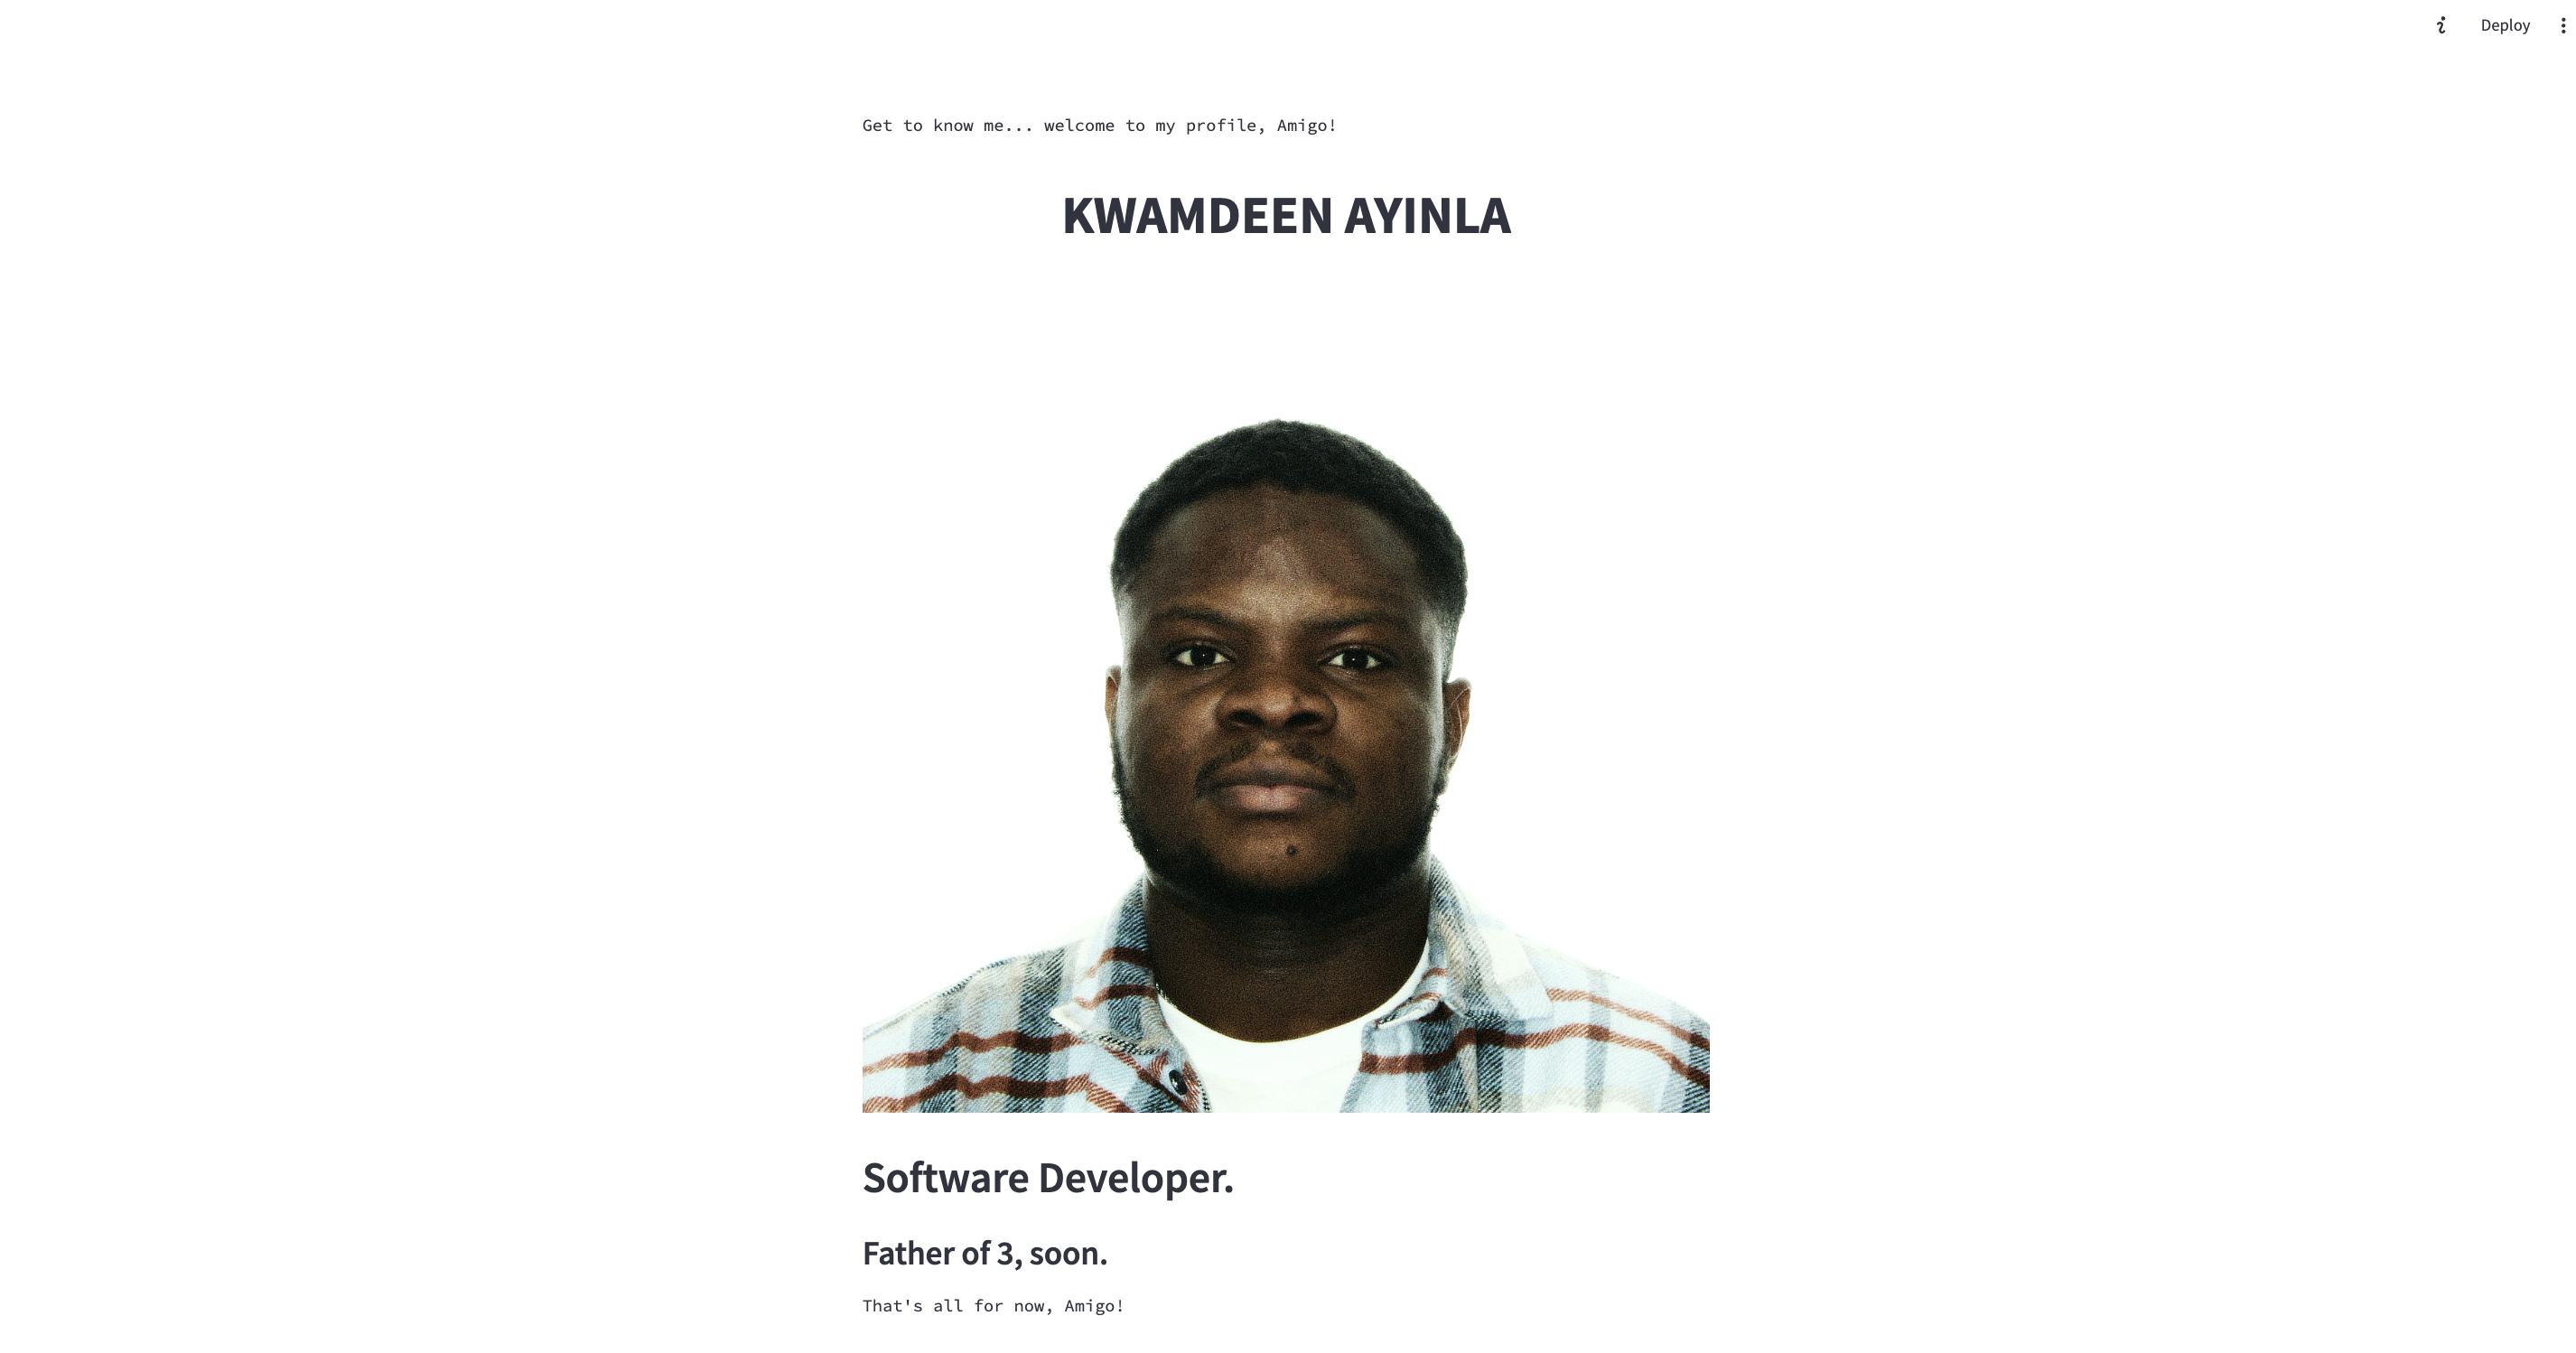 Deploy
Get to know me... welcome to my profile, Amigo!
KWAMDEEN AYINLA
Software Developer.
Father of 3, soon.
That's all for now, Amigo!